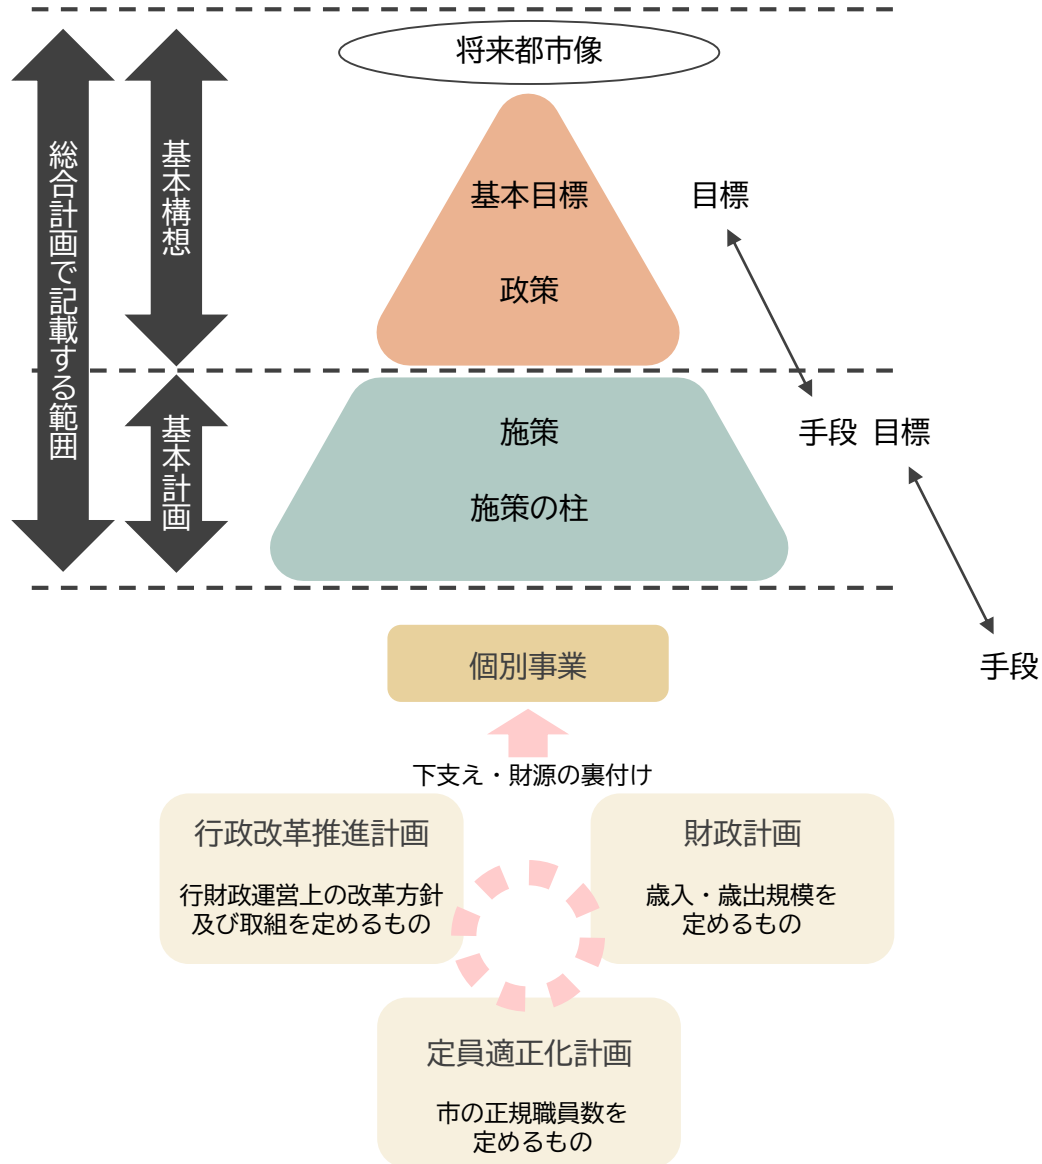 将来都市像
総合計画で記載する範囲
基本構想
基本目標
目標
政策
基本計画
施策
手段 目標
施策の柱
個別事業
手段
下支え・財源の裏付け
行政改革推進計画
行財政運営上の改革方針
及び取組を定めるもの
財政計画
歳入・歳出規模を
定めるもの
定員適正化計画
市の正規職員数を
定めるもの